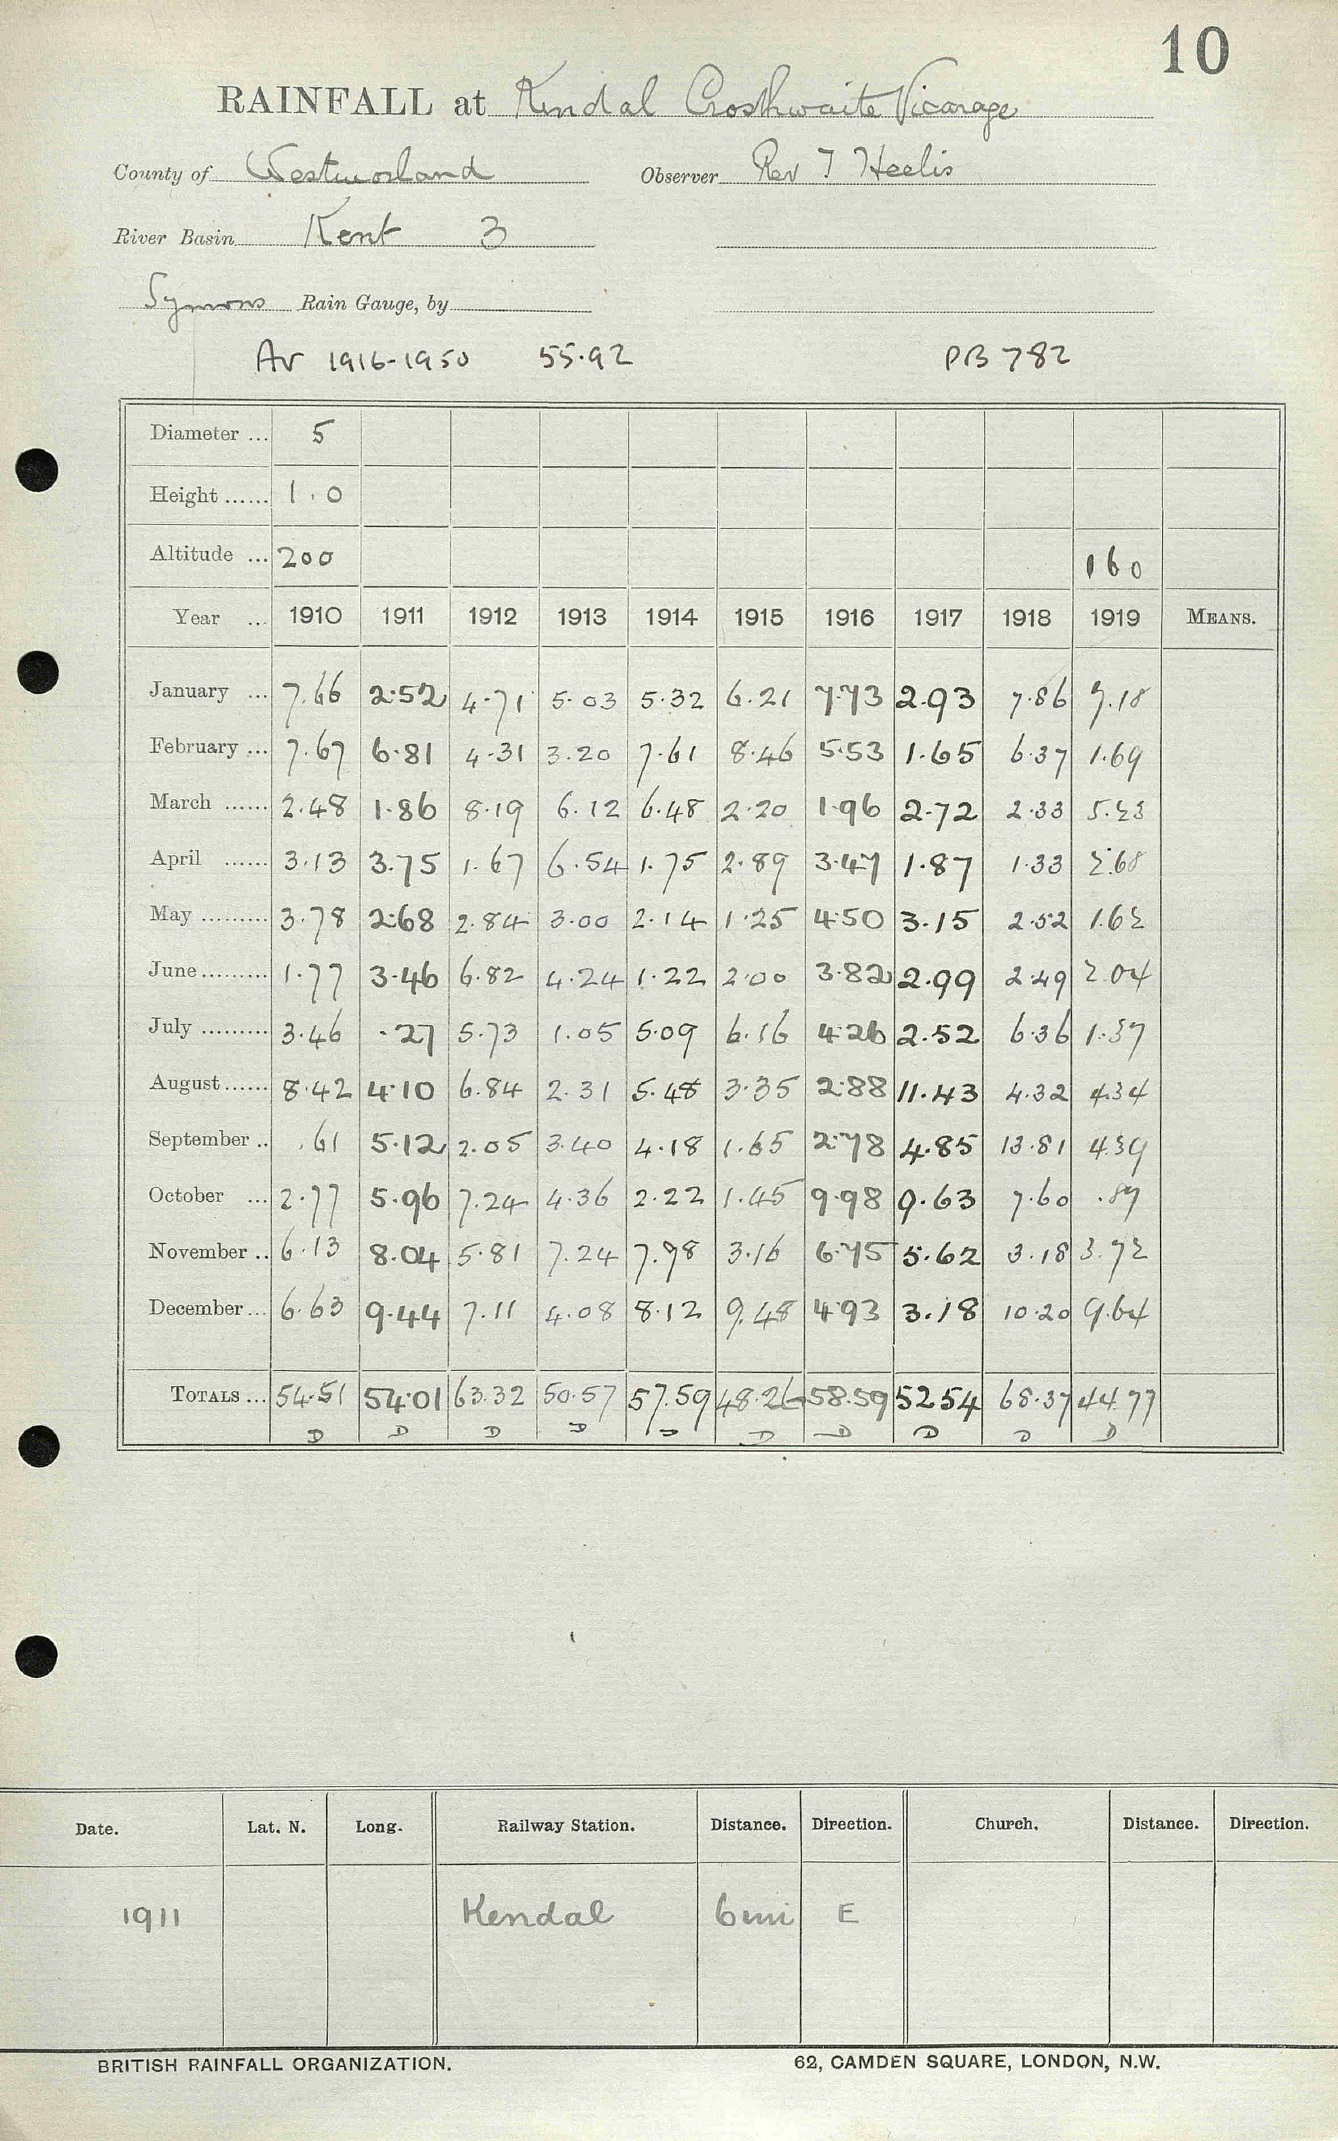 10
RAINFALL at Kendal Crosthwaite Vicarage
County of Westmorland Observer Rev T Heelis
River Basin Kent 3
Symons Rain Gauge, by
Av 1916-1950 55.92 PB 782
Diameter ... 5
Height ...... 1.0
Altitude ... 200 160
Year ... 1910 1911 1912 1913 1914 1915 1916 1917 1918 1919 MEANS.
January ... 7.66 2.52 4.71 5.03 5.32 6.21 7.73 2.93 7.86 7.18
February ... 7.67 6.81 4.31 3.20 7.61 8.46 5.53 1.65 6.37 1.69
March ...... 2.48 1.86 8.19 6.12 6.48 2.20 1.96 2.72 2.33 5.23
April ...... 3.13 3.75 1.67 6.54 1.75 2.89 3.47 1.87 1.33 2.68
May ......... 3.78 2.68 2.84 3.00 2.14 1.25 4.50 3.15 2.52 1.62
June ......... 1.77 3.46 6.82 4.24 1.22 2.00 3.82 2.99 2.49 2.04
July ......... 3.46 .27 5.73 1.05 5.09 6.16 4.26 2.52 6.36 1.37
August ...... 8.42 4.10 6.84 2.31 5.48 3.35 2.88 11.43 4.32 4.34
September .. .61 5.12 2.05 3.40 4.18 1.65 2.78 4.85 13.81 4.39
October ... 2.77 5.96 7.24 4.36 2.22 1.45 9.98 9.63 7.60 .87
November .. 6.13 8.04 5.81 7.24 7.98 3.16 6.75 5.62 3.18 3.72
December ... 6.63 9.44 7.11 4.08 8.12 9.48 4.93 3.18 10.20 9.64
TOTALS ... 54.51 54.01 63.32 50.57 57.59 48.26 58.59 52.54 68.37 44.77
D D D D D D D D D D
Date. Lat. N. Long. Railway Station. Distance. Direction. Church. Distance. Direction.
1911 Kendal 6 mi E
BRITISH RAINFALL ORGANIZATION. 62, CAMDEN SQUARE, LONDON, N.W.